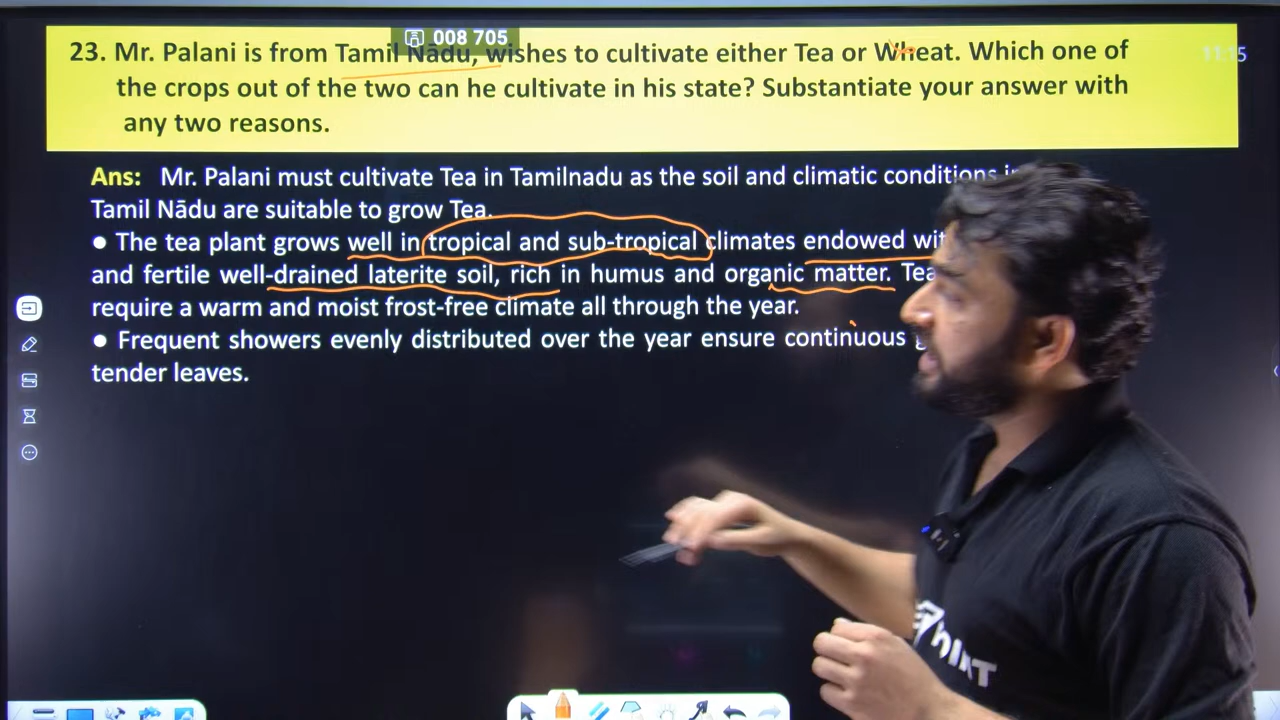 008 705
23. Mr. Palani is from Tamil Nādu, wishes to cultivate either Tea or Wheat. Which one of
11:15
the crops out of the two can he cultivate in his state? Substantiate your answer with
any two reasons.
Ans: Mr. Palani must cultivate Tea in Tamilnadu as the soil and climatic conditions
Tamil Nādu are suitable to grow Tea.
● The tea plant grows well in tropical and sub-tropical climates endowed
and fertile well-drained laterite soil, rich in humus and organic matter.
require a warm and moist frost-free climate all through the year.
● Frequent showers evenly distributed over the year ensure continuous
tender leaves.